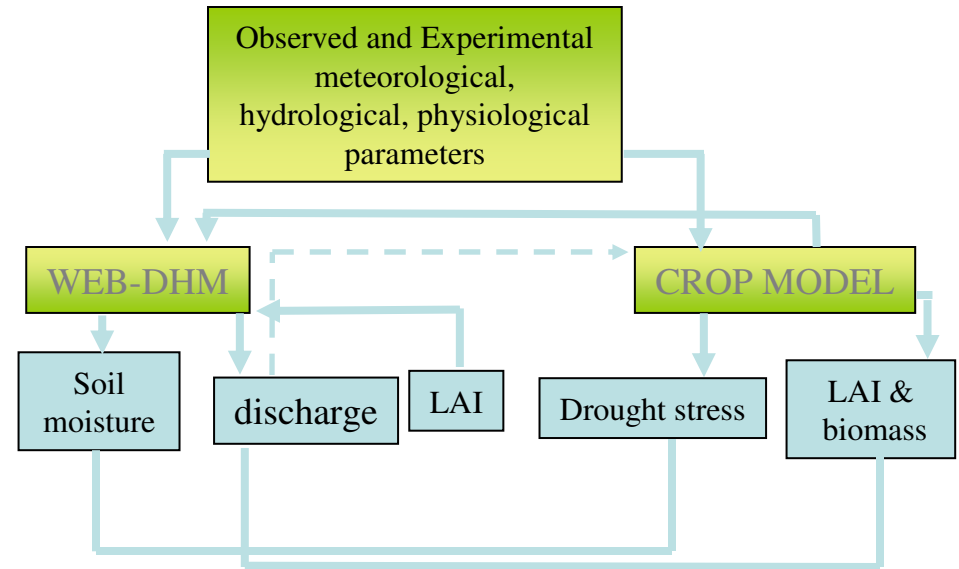 Observed and Experimental
meteorological,
hydrological, physiological
parameters
WEB-DHM
CROP MODEL
Soil
moisture
discharge
LAI
Drought stress
LAI &
biomass